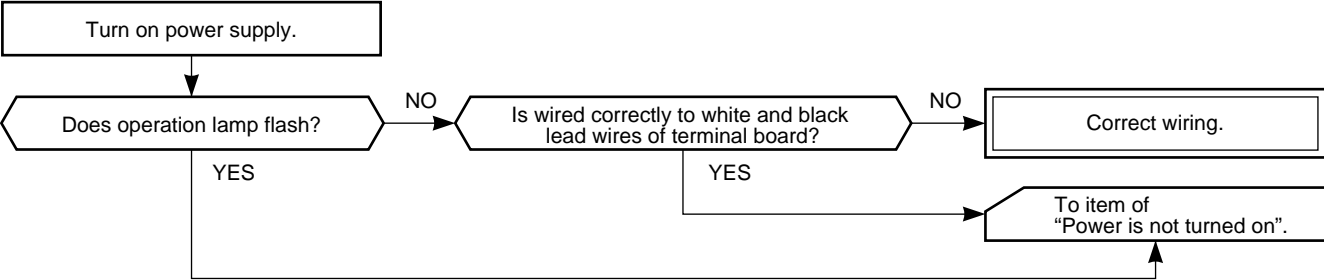 Turn on power supply.
Does operation lamp flash?
NO
Is wired correctly to white and black
lead wires of terminal board?
NO
Correct wiring.
YES
YES
To item of
“Power is not turned on”.